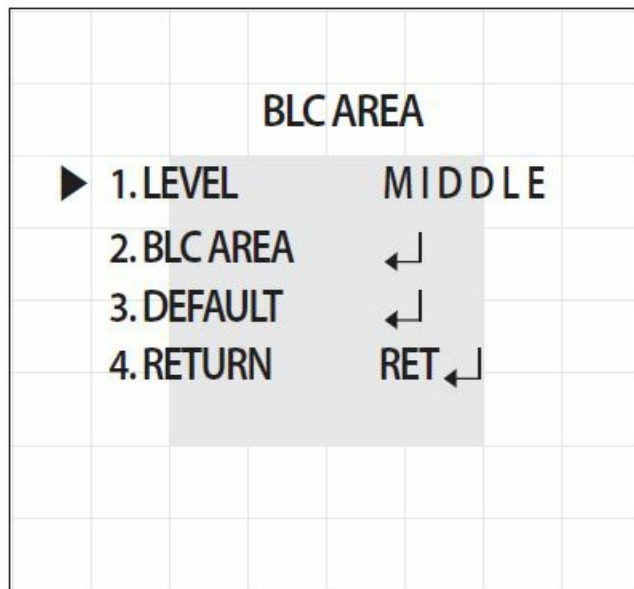 BLC AREA
1. LEVEL MIDDLE
2. BLC AREA ↲
3. DEFAULT ↲
4. RETURN RET ↲